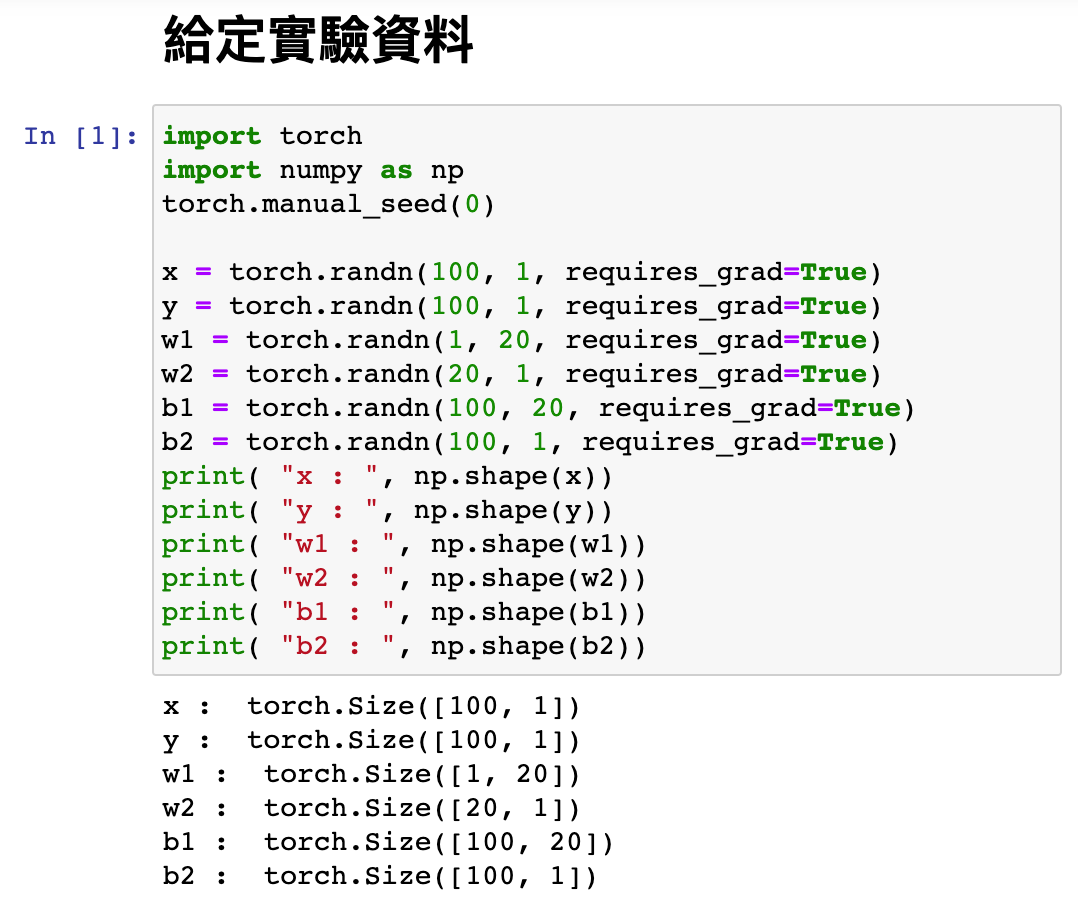 給定實驗資料
In [1]:
import torch
import numpy as np
torch.manual_seed(0)
x = torch.randn(100, 1, requires_grad=True)
y = torch.randn(100, 1, requires_grad=True)
w1 = torch.randn(1, 20, requires_grad=True)
w2 = torch.randn(20, 1, requires_grad=True)
b1 = torch.randn(100, 20, requires_grad=True)
b2 = torch.randn(100, 1, requires_grad=True)
print( "x : ", np.shape(x))
print( "y : ", np.shape(y))
print( "w1 : ", np.shape(w1))
print( "w2 : ", np.shape(w2))
print( "b1 : ", np.shape(b1))
print( "b2 : ", np.shape(b2))
x :  torch.Size([100, 1])
y :  torch.Size([100, 1])
w1 :  torch.Size([1, 20])
w2 :  torch.Size([20, 1])
b1 :  torch.Size([100, 20])
b2 :  torch.Size([100, 1])